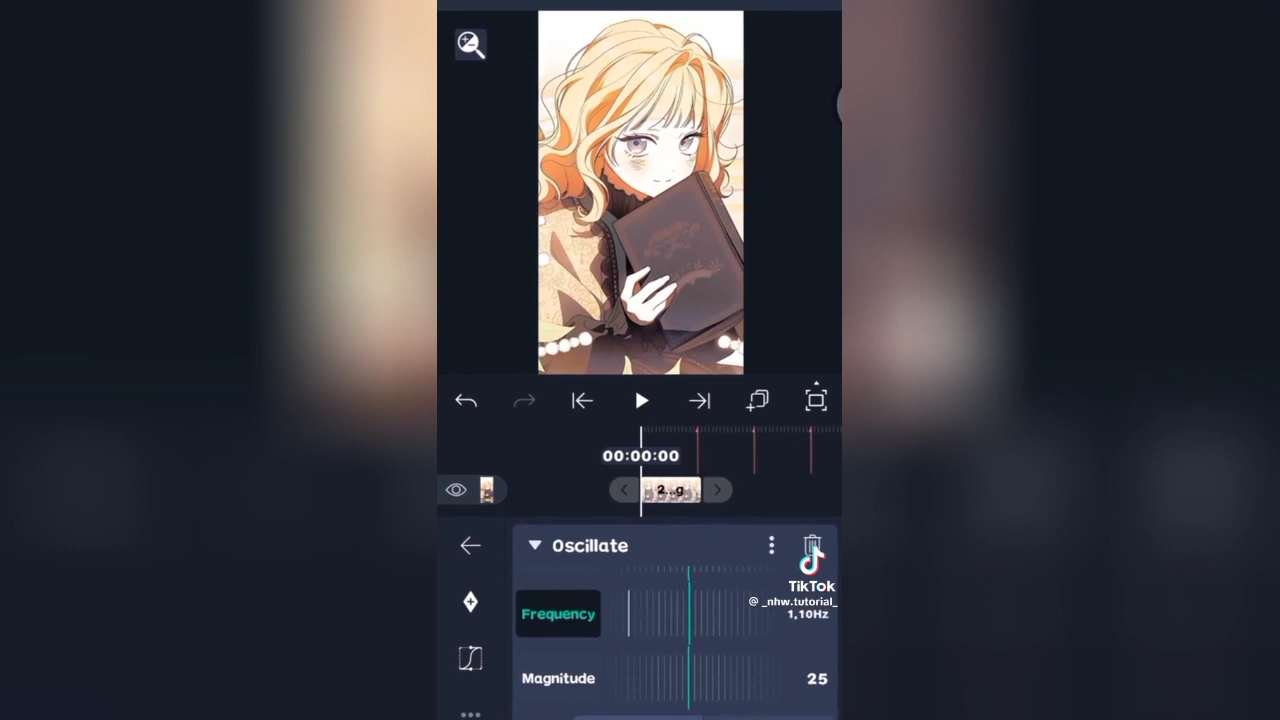 00:00:00
2...g
Oscillate
TikTok
@ _nhw.tutorial_
Frequency
1,10Hz
Magnitude
25